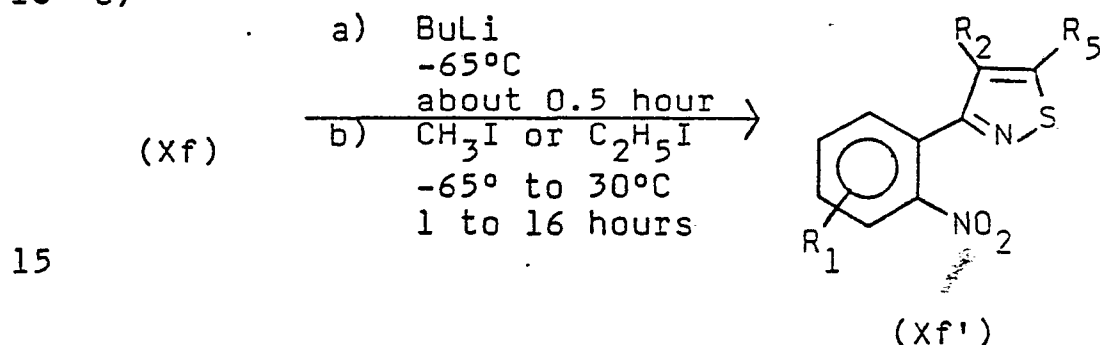 a) BuLi
-65°C
about 0.5 hour
(Xf)
b) CH3I or C2H5I
-65° to 30°C
1 to 16 hours
R2
R5
S
N
NO2
R1
15
(Xf')